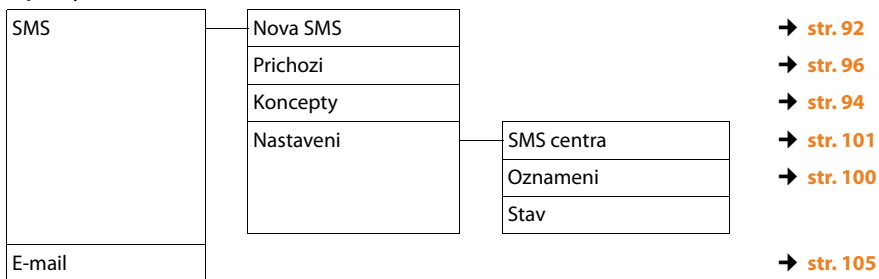 SMS Nova SMS → str. 92
Prichozi → str. 96
Koncepty → str. 94
Nastaveni SMS centra → str. 101
Oznameni → str. 100
Stav
E-mail → str. 105